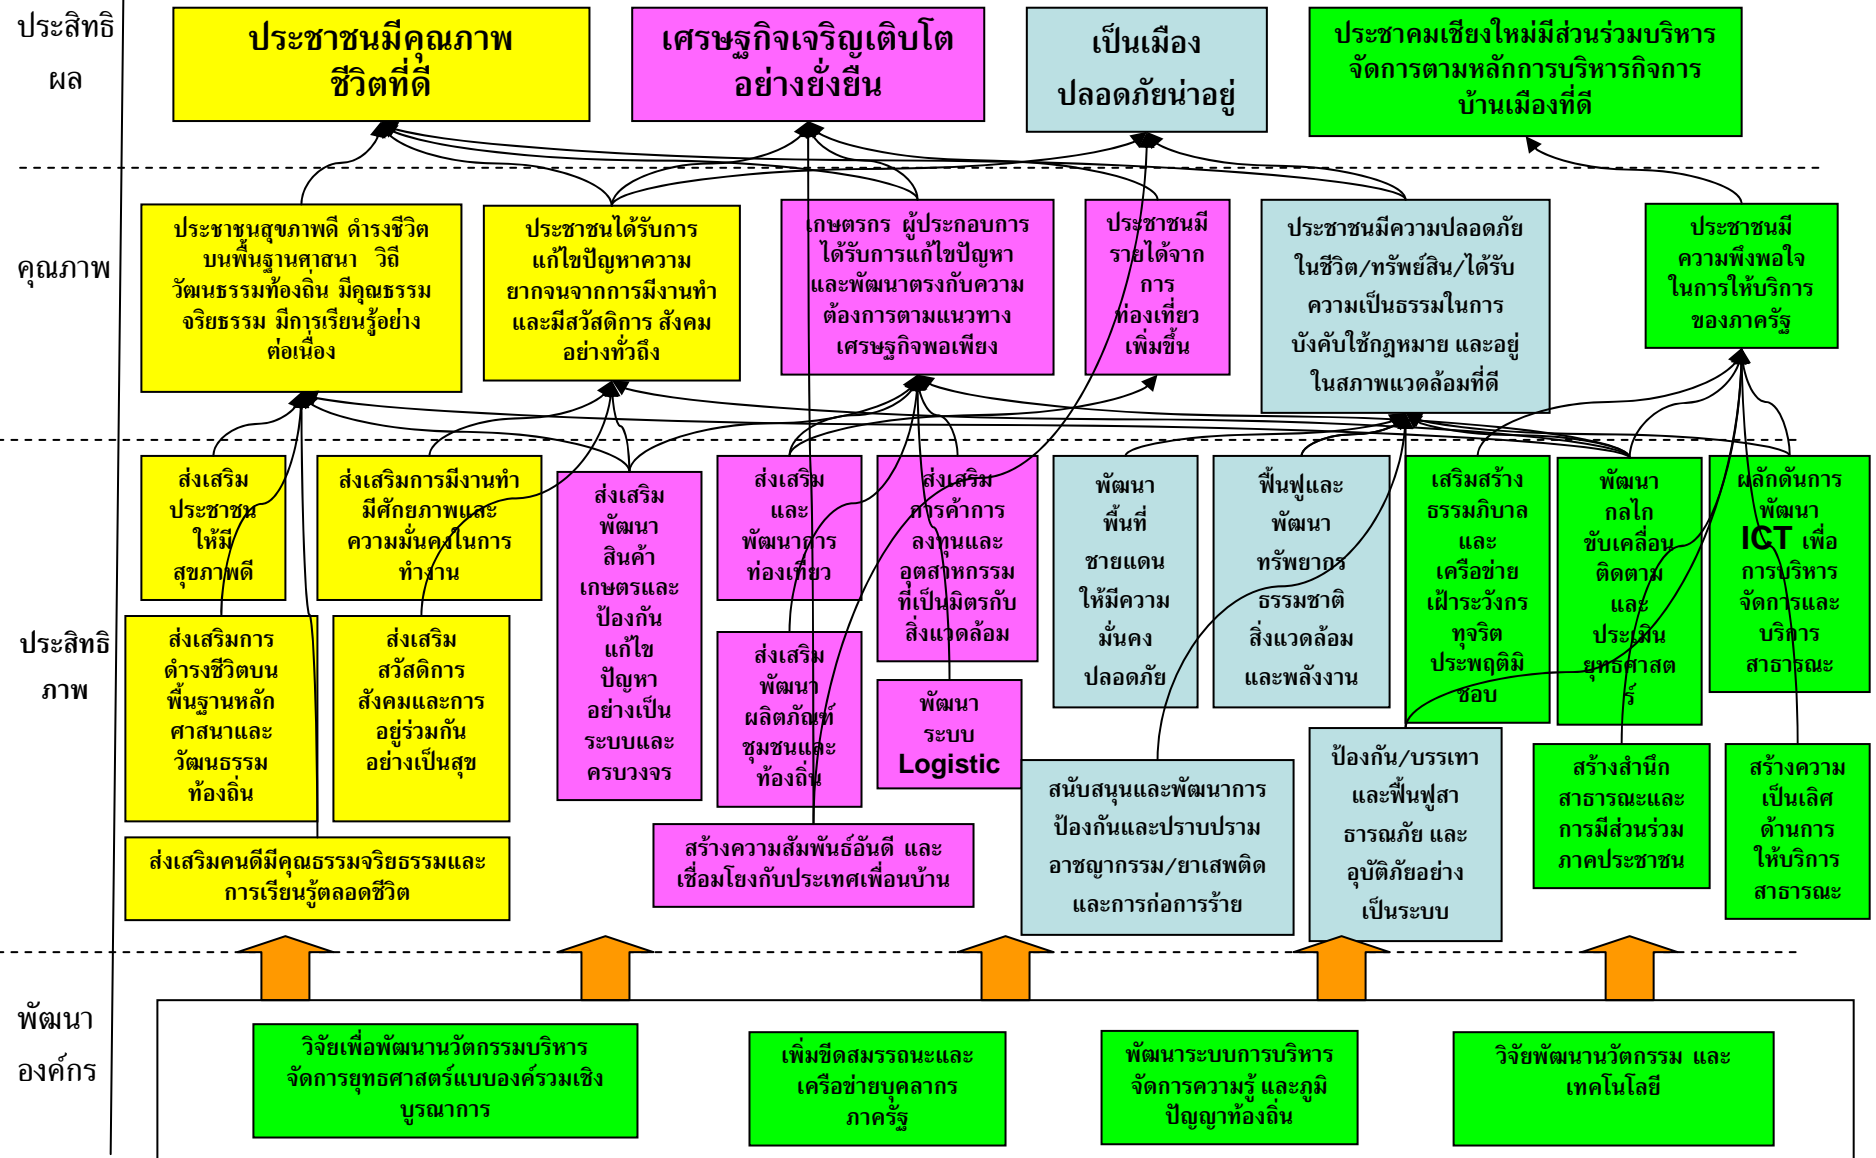 ประสิทธิ
ผล
ประชาชนมีคุณภาพ
ชีวิตที่ดี
เศรษฐกิจเจริญเติบโต
อย่างยั่งยืน
เป็นเมือง
ปลอดภัยน่าอยู่
ประชาคมเชียงใหม่มีส่วนร่วมบริหาร
จัดการตามหลักการบริหารกิจการ
บ้านเมืองที่ดี
คุณภาพ
ประชาชนสุขภาพดี ดำรงชีวิต
บนพื้นฐานศาสนา วิถี
วัฒนธรรมท้องถิ่น มีคุณธรรม
จริยธรรม มีการเรียนรู้อย่าง
ต่อเนื่อง
ประชาชนได้รับการ
แก้ไขปัญหาความ
ยากจนจากการมีงานทำ
และมีสวัสดิการ สังคม
อย่างทั่วถึง
เกษตรกร ผู้ประกอบการ
ได้รับการแก้ไขปัญหา
และพัฒนาตรงกับความ
ต้องการตามแนวทาง
เศรษฐกิจพอเพียง
ประชาชนมี
รายได้จาก
การ
ท่องเที่ยว
เพิ่มขึ้น
ประชาชนมีความปลอดภัย
ในชีวิต/ทรัพย์สิน/ได้รับ
ความเป็นธรรมในการ
บังคับใช้กฎหมาย และอยู่
ในสภาพแวดล้อมที่ดี
ประชาชนมี
ความพึงพอใจ
ในการให้บริการ
ของภาครัฐ
ประสิทธิ
ภาพ
ส่งเสริม
ประชาชน
ให้มี
สุขภาพดี
ส่งเสริมการมีงานทำ
มีศักยภาพและ
ความมั่นคงในการ
ทำงาน
ส่งเสริม
พัฒนา
สินค้า
เกษตรและ
ป้องกัน
แก้ไข
ปัญหา
อย่างเป็น
ระบบและ
ครบวงจร
ส่งเสริม
และ
พัฒนาการ
ท่องเที่ยว
ส่งเสริม
การค้าการ
ลงทุนและ
อุตสาหกรรม
ที่เป็นมิตรกับ
สิ่งแวดล้อม
พัฒนา
พื้นที่
ชายแดน
ให้มีความ
มั่นคง
ปลอดภัย
ฟื้นฟูและ
พัฒนา
ทรัพยากร
ธรรมชาติ
สิ่งแวดล้อม
และพลังงาน
เสริมสร้าง
ธรรมภิบาล
และ
เครือข่าย
เฝ้าระวังกร
ทุจริต
ประพฤติมิ
ชอบ
พัฒนา
กลไก
ขับเคลื่อน
ติดตาม
และ
ประเมิน
ยุทธศาสต
ร์
ผลักดันการ
พัฒนา
ICT เพื่อ
การบริหาร
จัดการและ
บริการ
สาธารณะ
ส่งเสริมการ
ดำรงชีวิตบน
พื้นฐานหลัก
ศาสนาและ
วัฒนธรรม
ท้องถิ่น
ส่งเสริม
สวัสดิการ
สังคมและการ
อยู่ร่วมกัน
อย่างเป็นสุข
ส่งเสริม
พัฒนา
ผลิตภัณฑ์
ชุมชนและ
ท้องถิ่น
พัฒนา
ระบบ
Logistic
สนับสนุนและพัฒนาการ
ป้องกันและปราบปราม
อาชญากรรม/ยาเสพติด
และการก่อการร้าย
ป้องกัน/บรรเทา
และฟื้นฟูสา
ธารณภัย และ
อุบัติภัยอย่าง
เป็นระบบ
สร้างสำนึก
สาธารณะและ
การมีส่วนร่วม
ภาคประชาชน
สร้างความ
เป็นเลิศ
ด้านการ
ให้บริการ
สาธารณะ
ส่งเสริมคนดีมีคุณธรรมจริยธรรมและ
การเรียนรู้ตลอดชีวิต
สร้างความสัมพันธ์อันดี และ
เชื่อมโยงกับประเทศเพื่อนบ้าน
พัฒนา
องค์กร
วิจัยเพื่อพัฒนานวัตกรรมบริหาร
จัดการยุทธศาสตร์แบบองค์รวมเชิง
บูรณาการ
เพิ่มขีดสมรรถนะและ
เครือข่ายบุคลากร
ภาครัฐ
พัฒนาระบบการบริหาร
จัดการความรู้ และภูมิ
ปัญญาท้องถิ่น
วิจัยพัฒนานวัตกรรม และ
เทคโนโลยี